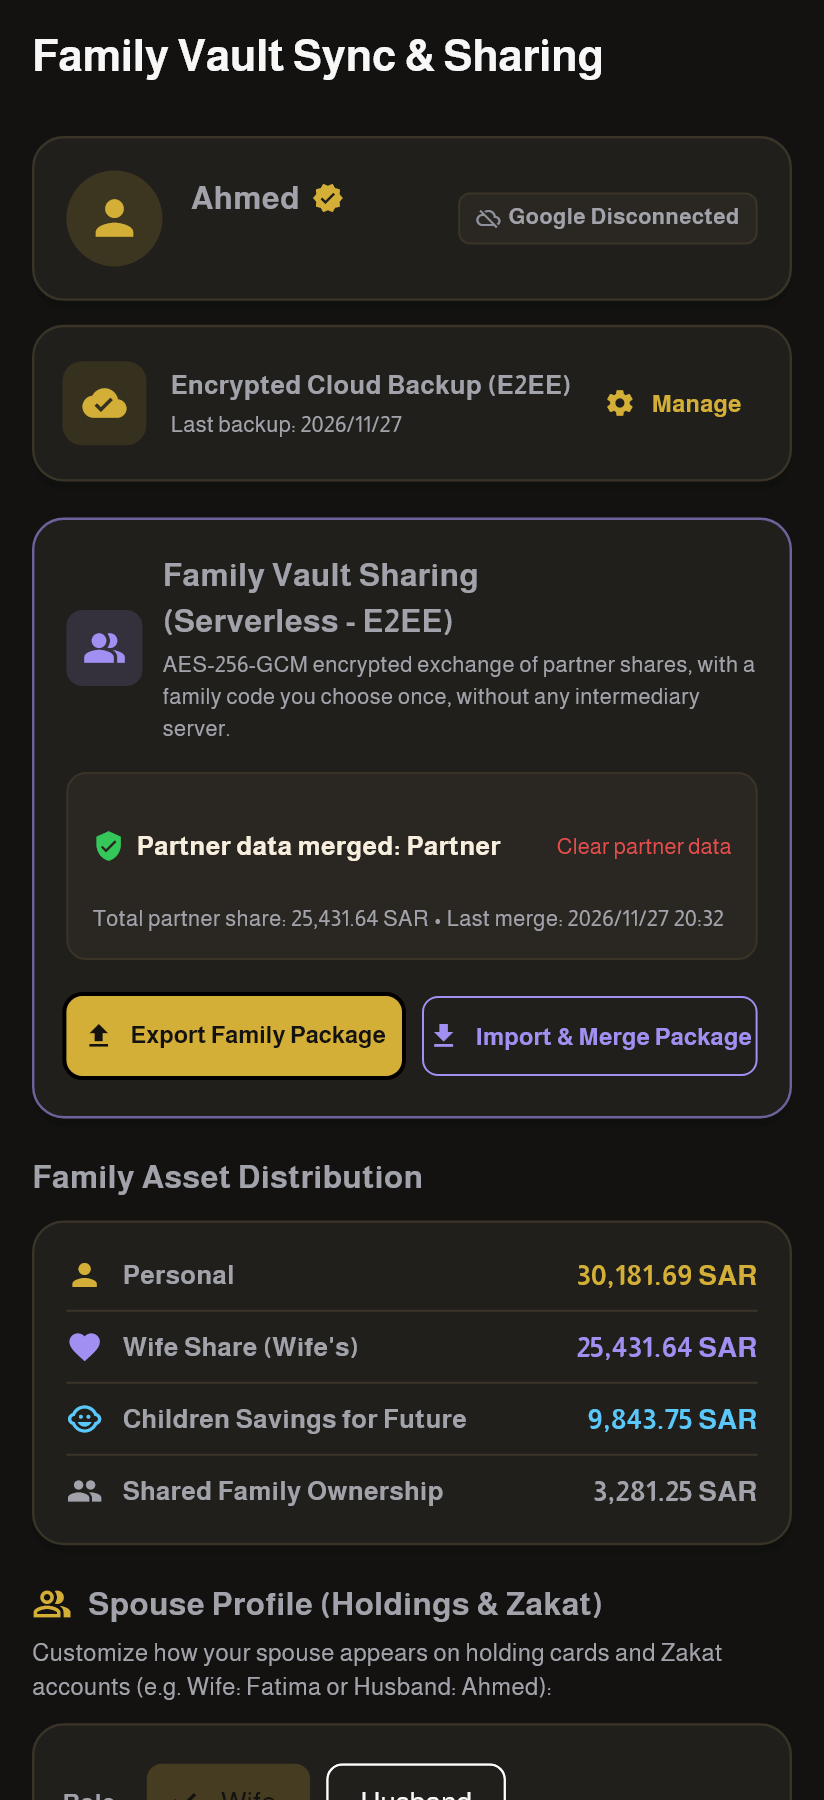 Family Vault Sync & Sharing
Ahmed
Google Disconnected
Encrypted Cloud Backup (E2EE)
Last backup: 2026/11/27
Manage
Family Vault Sharing
(Serverless - E2EE)
AES-256-GCM encrypted exchange of partner shares, with a
family code you choose once, without any intermediary
server.
Partner data merged: Partner
Clear partner data
Total partner share: 25,431.64 SAR • Last merge: 2026/11/27 20:32
Export Family Package
Import & Merge Package
Family Asset Distribution
Personal
30,181.69 SAR
Wife Share (Wife's)
25,431.64 SAR
Children Savings for Future
9,843.75 SAR
Shared Family Ownership
3,281.25 SAR
Spouse Profile (Holdings & Zakat)
Customize how your spouse appears on holding cards and Zakat
accounts (e.g. Wife: Fatima or Husband: Ahmed):
Role
Wife
Husband